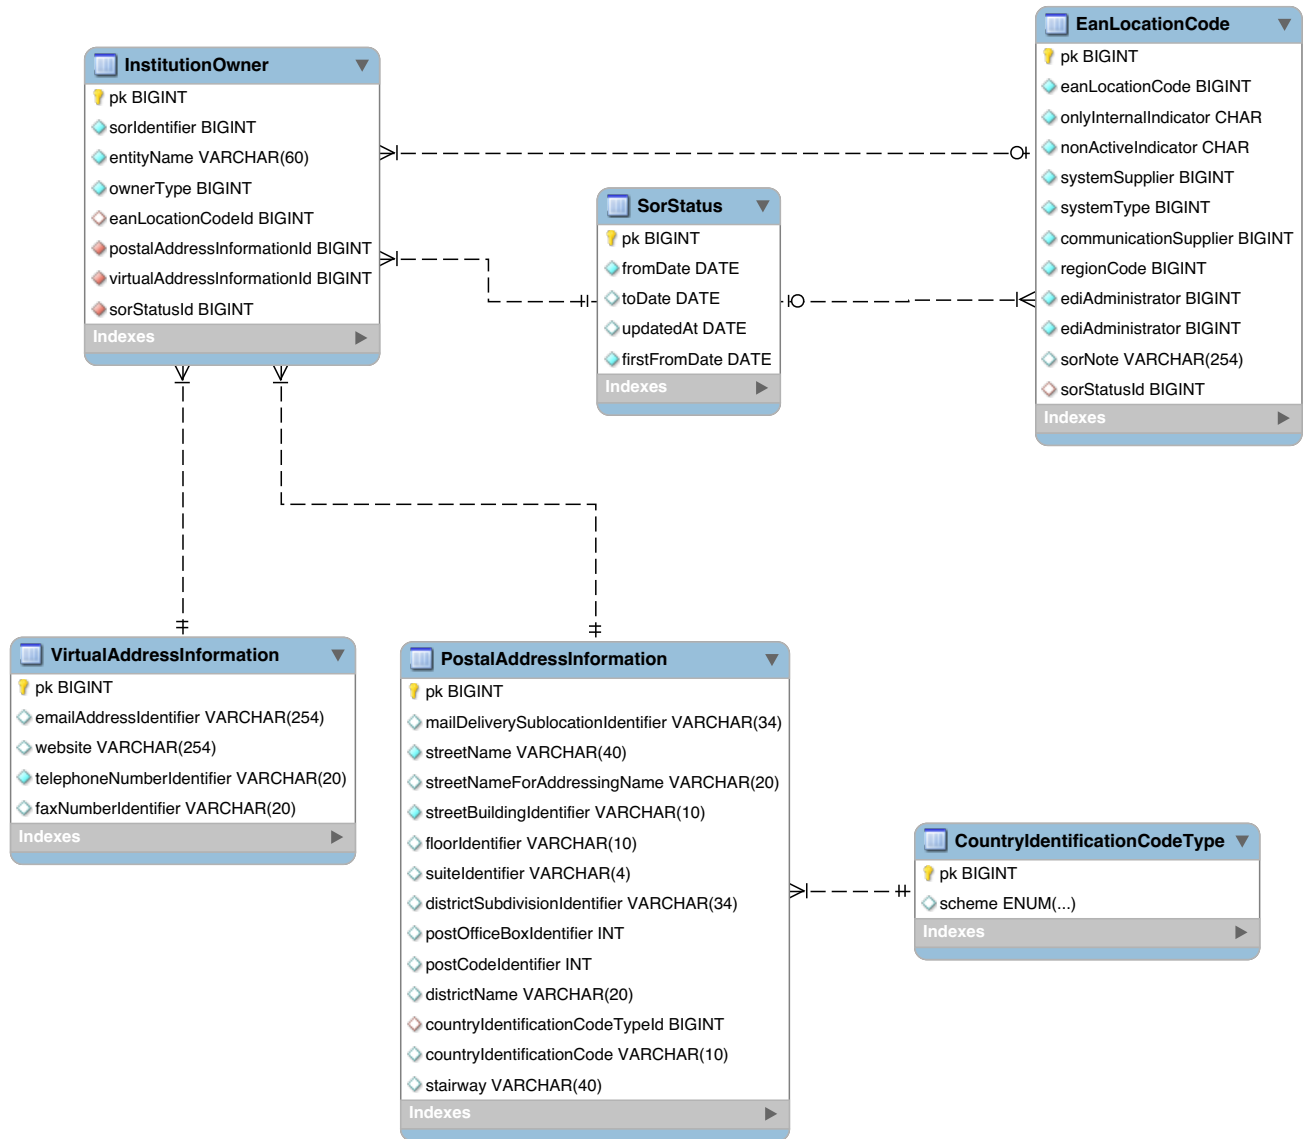 InstitutionOwner
pk BIGINT
sorIdentifier BIGINT
entityName VARCHAR(60)
ownerType BIGINT
eanLocationCodeId BIGINT
postalAddressInformationId BIGINT
virtualAddressInformationId BIGINT
sorStatusId BIGINT
Indexes
SorStatus
pk BIGINT
fromDate DATE
toDate DATE
updatedAt DATE
firstFromDate DATE
Indexes
EanLocationCode
pk BIGINT
eanLocationCode BIGINT
onlyInternalIndicator CHAR
nonActiveIndicator CHAR
systemSupplier BIGINT
systemType BIGINT
communicationSupplier BIGINT
regionCode BIGINT
ediAdministrator BIGINT
ediAdministrator BIGINT
sorNote VARCHAR(254)
sorStatusId BIGINT
Indexes
VirtualAddressInformation
pk BIGINT
emailAddressIdentifier VARCHAR(254)
website VARCHAR(254)
telephoneNumberIdentifier VARCHAR(20)
faxNumberIdentifier VARCHAR(20)
Indexes
PostalAddressInformation
pk BIGINT
mailDeliverySublocationIdentifier VARCHAR(34)
streetName VARCHAR(40)
streetNameForAddressingName VARCHAR(20)
streetBuildingIdentifier VARCHAR(10)
floorIdentifier VARCHAR(10)
suiteIdentifier VARCHAR(4)
districtSubdivisionIdentifier VARCHAR(34)
postOfficeBoxIdentifier INT
postCodeIdentifier INT
districtName VARCHAR(20)
countryIdentificationCodeTypeId BIGINT
countryIdentificationCode VARCHAR(10)
stairway VARCHAR(40)
Indexes
CountryIdentificationCodeType
pk BIGINT
scheme ENUM(...)
Indexes